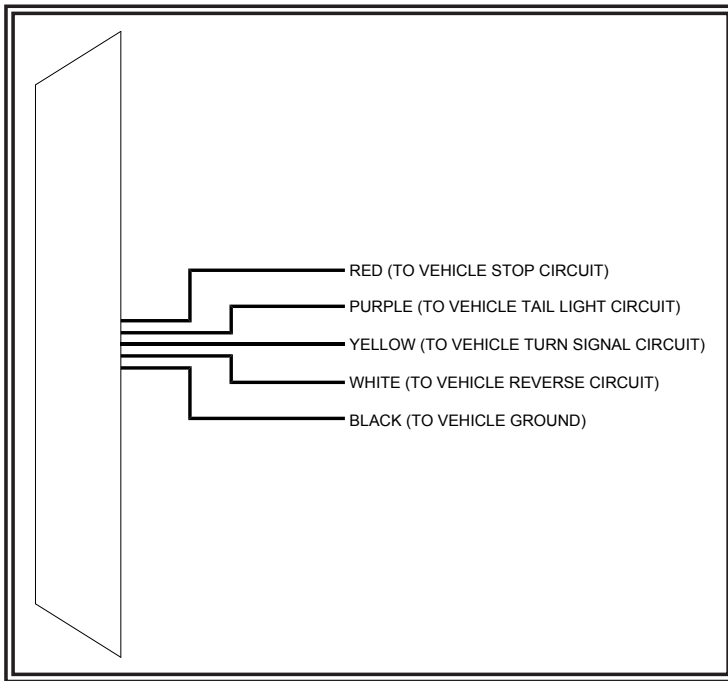 RED (TO VEHICLE STOP CIRCUIT)
PURPLE (TO VEHICLE TAIL LIGHT CIRCUIT)
YELLOW (TO VEHICLE TURN SIGNAL CIRCUIT)
WHITE (TO VEHICLE REVERSE CIRCUIT)
BLACK (TO VEHICLE GROUND)